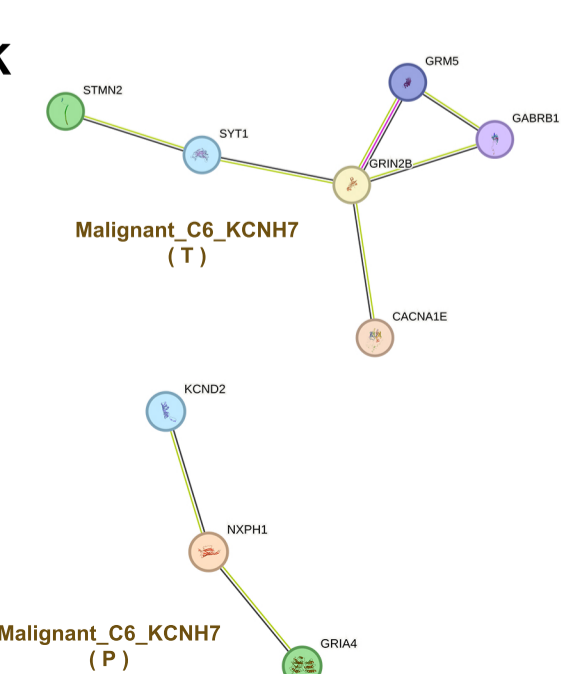 K
GRM5
STMN2
GABRB1
SYT1
GRIN2B
Malignant_C6_KCNH7
( T )
CACNA1E
KCND2
NXPH1
Malignant_C6_KCNH7
( P )
GRIA4